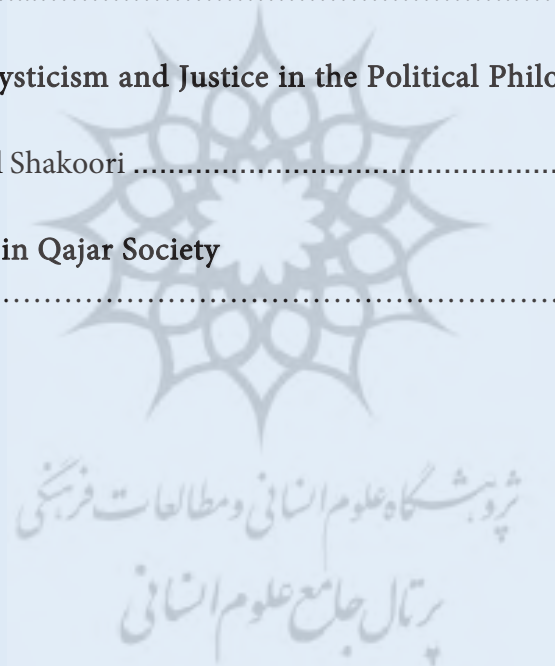 ........................................................................
ysticism and Justice in the Political Philo
l Shakoori ........................................................
in Qajar Society
........................................................................
پژوهشگاه علوم انسانی و مطالعات فرهنگی
پرتال جامع علوم انسانی